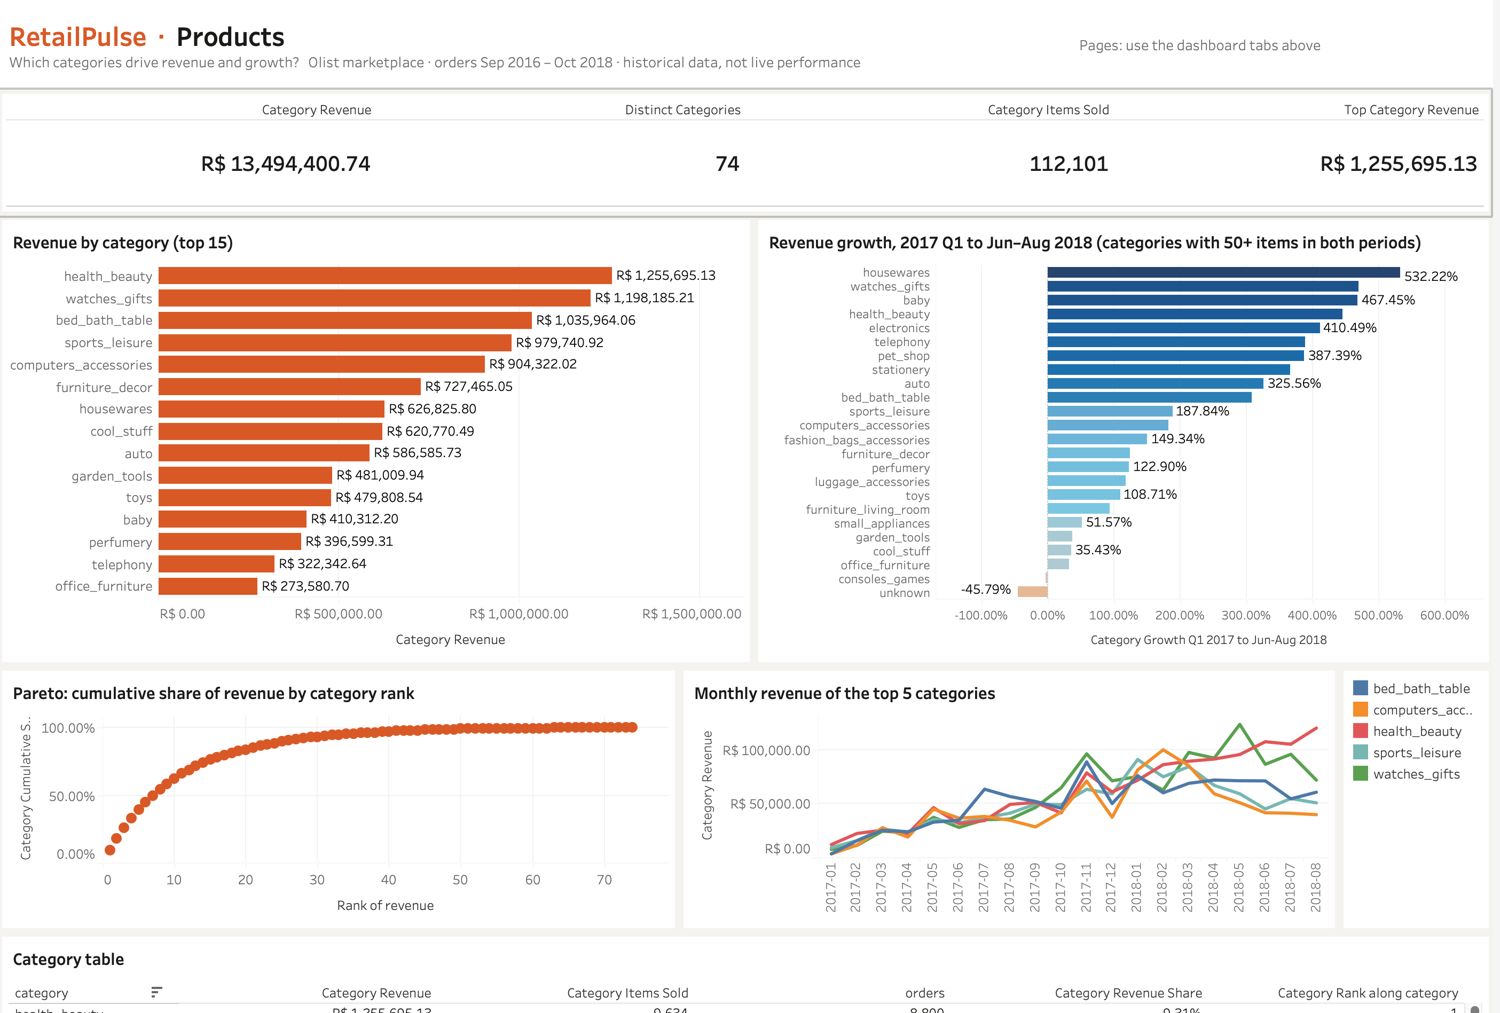 RetailPulse · Products
Pages: use the dashboard tabs above
Which categories drive revenue and growth? Olist marketplace · orders Sep 2016 – Oct 2018 · historical data, not live performance
Category Revenue
Distinct Categories
Category Items Sold
Top Category Revenue
R$ 13,494,400.74
74
112,101
R$ 1,255,695.13
Revenue by category (top 15)
health_beauty R$ 1,255,695.13
watches_gifts R$ 1,198,185.21
bed_bath_table R$ 1,035,964.06
sports_leisure R$ 979,740.92
computers_accessories R$ 904,322.02
furniture_decor R$ 727,465.05
housewares R$ 626,825.80
cool_stuff R$ 620,770.49
auto R$ 586,585.73
garden_tools R$ 481,009.94
toys R$ 479,808.54
baby R$ 410,312.20
perfumery R$ 396,599.31
telephony R$ 322,342.64
office_furniture R$ 273,580.70
R$ 0.00 R$ 500,000.00 R$ 1,000,000.00 R$ 1,500,000.00
Category Revenue
Revenue growth, 2017 Q1 to Jun–Aug 2018 (categories with 50+ items in both periods)
housewares 532.22%
watches_gifts
baby 467.45%
health_beauty
electronics 410.49%
telephony
pet_shop 387.39%
stationery
auto 325.56%
bed_bath_table
sports_leisure 187.84%
computers_accessories
fashion_bags_accessories 149.34%
furniture_decor
perfumery 122.90%
luggage_accessories
toys 108.71%
furniture_living_room
small_appliances 51.57%
garden_tools
cool_stuff 35.43%
office_furniture
consoles_games
unknown -45.79%
-100.00% 0.00% 100.00% 200.00% 300.00% 400.00% 500.00% 600.00%
Category Growth Q1 2017 to Jun-Aug 2018
Pareto: cumulative share of revenue by category rank
Category Cumulative S..
100.00%
50.00%
0.00%
0 10 20 30 40 50 60 70
Rank of revenue
Monthly revenue of the top 5 categories
Category Revenue
R$ 100,000.00
R$ 50,000.00
R$ 0.00
2017-01 2017-02 2017-03 2017-04 2017-05 2017-06 2017-07 2017-08 2017-09 2017-10 2017-11 2017-12 2018-01 2018-02 2018-03 2018-04 2018-05 2018-06 2018-07 2018-08
bed_bath_table
computers_acc..
health_beauty
sports_leisure
watches_gifts
Category table
category Category Revenue Category Items Sold orders Category Revenue Share Category Rank along category
health_beauty R$ 1,255,695.13 9,634 8,800 9.31% 1